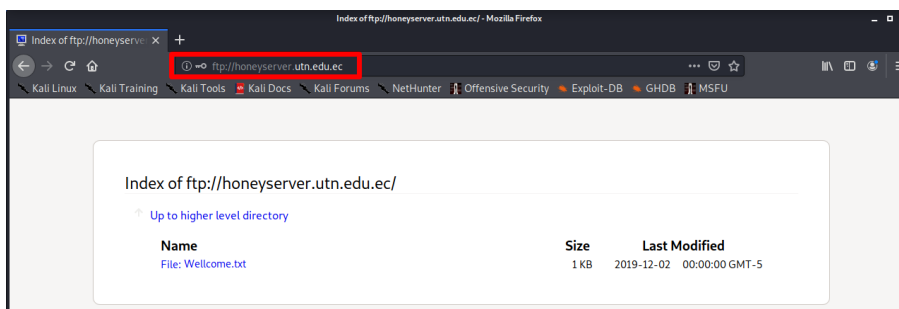 Index of ftp://honeyserver.utn.edu.ec/ - Mozilla Firefox
Index of ftp://honeyserve
ftp://honeyserver.utn.edu.ec
Kali Linux Kali Training Kali Tools Kali Docs Kali Forums NetHunter Offensive Security Exploit-DB GHDB MSFU
Index of ftp://honeyserver.utn.edu.ec/
Up to higher level directory
Name Size Last Modified
File: Wellcome.txt 1 KB 2019-12-02 00:00:00 GMT-5